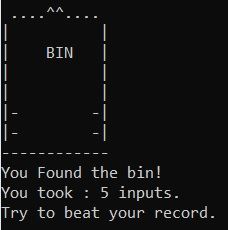 BIN
You Found the bin!
You took : 5 inputs.
Try to beat your record.